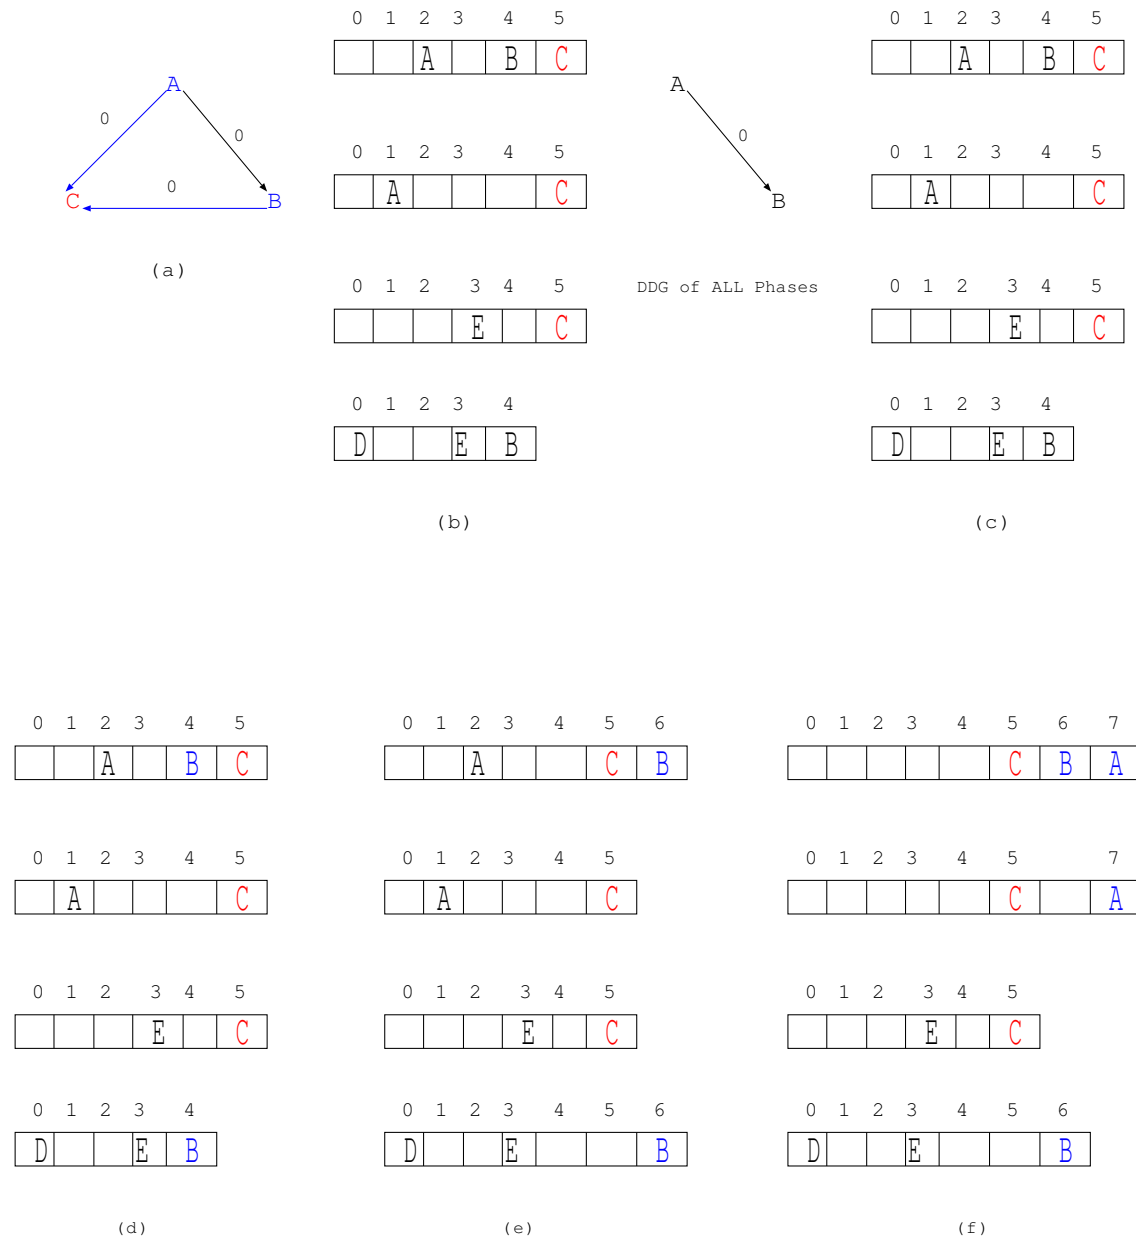 0 1 2 3 4 5
A B C
0 1 2 3 4 5
A B C
A
0
0
0
C
B
(a)
0 1 2 3 4 5
A C
A
0
B
0 1 2 3 4 5
A C
0 1 2 3 4 5
E C
DDG of ALL Phases
0 1 2 3 4 5
E C
0 1 2 3 4
D E B
0 1 2 3 4
D E B
(b)
(c)
0 1 2 3 4 5
A B C
0 1 2 3 4 5 6
A C B
0 1 2 3 4 5 6 7
C B A
0 1 2 3 4 5
A C
0 1 2 3 4 5
A C
0 1 2 3 4 5 7
C A
0 1 2 3 4 5
E C
0 1 2 3 4 5
E C
0 1 2 3 4 5
E C
0 1 2 3 4
D E B
0 1 2 3 4 5 6
D E B
0 1 2 3 4 5 6
D E B
(d)
(e)
(f)